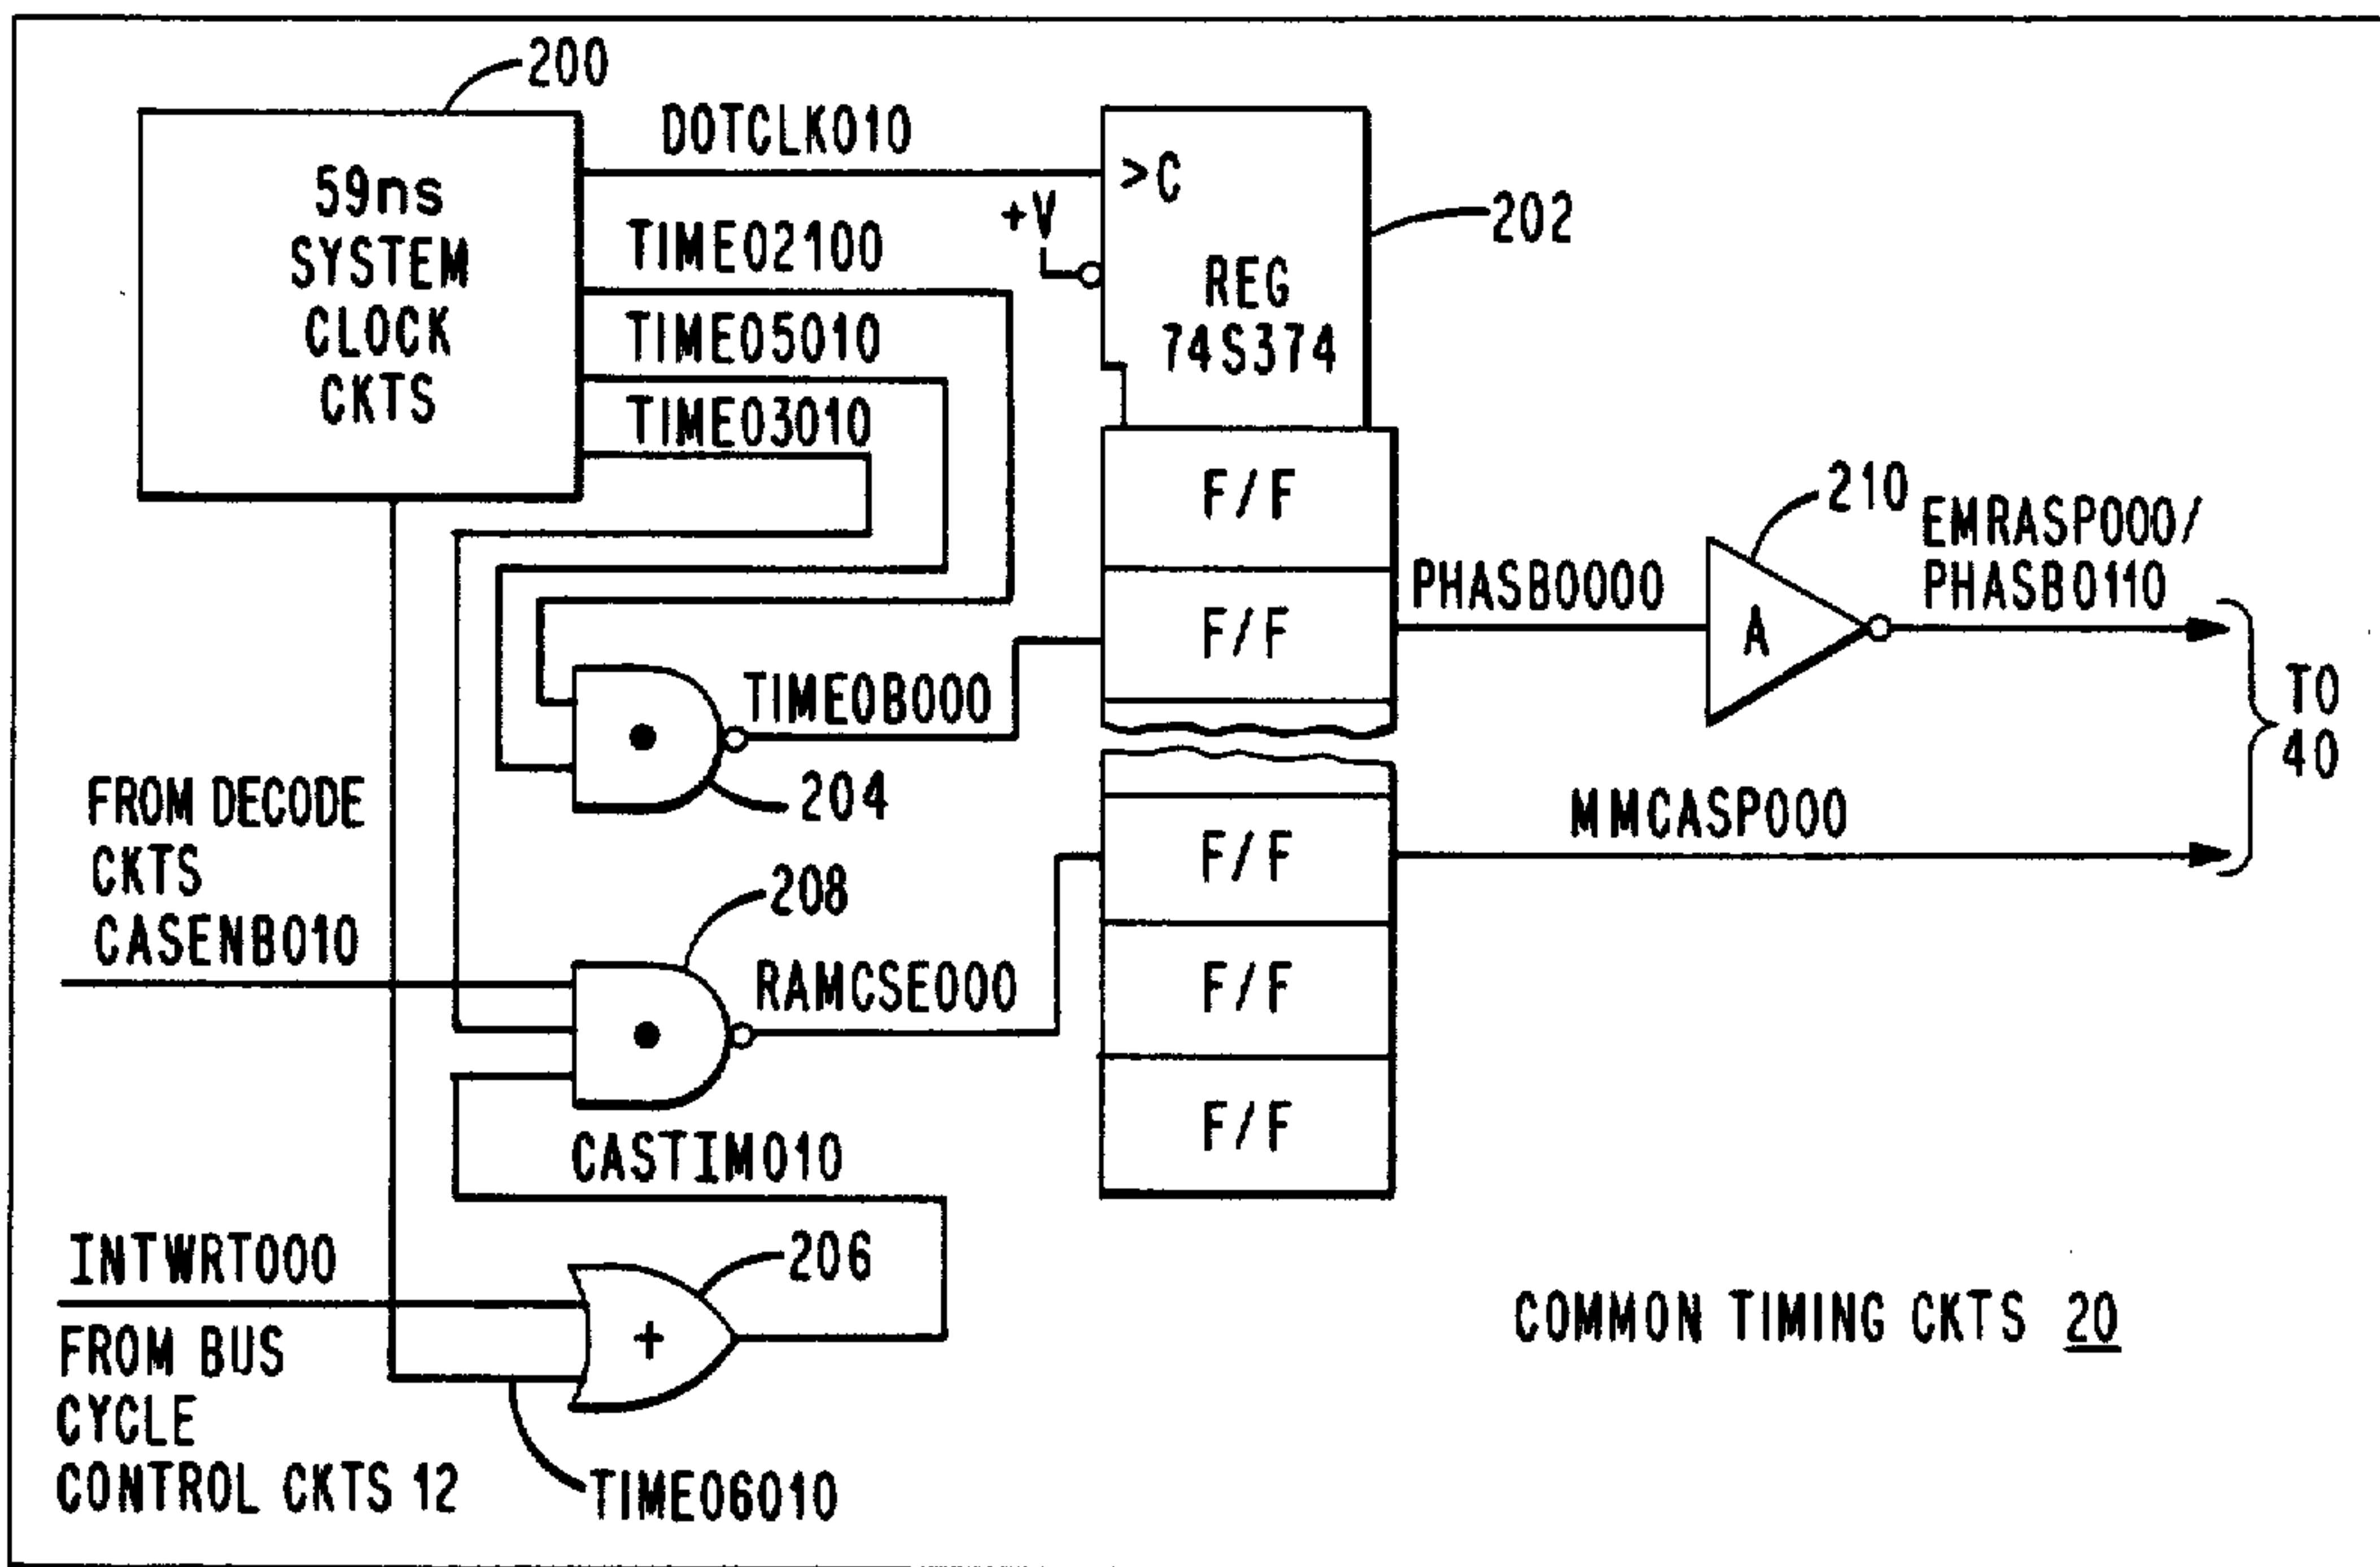 200
59ns
SYSTEM
CLOCK
CKTS
DOTCLK010
TIME02100
TIME05010
TIME03010
+V
>C
REG
74S374
202
F/F
F/F
PHASB0000
A
210
EMRASP000/
PHASB0110
TIME0B000
204
TO
40
FROM DECODE
CKTS
CASENB010
208
RAMCSE000
F/F
F/F
F/F
MMCASP000
CASTIM010
INTWRT000
FROM BUS
CYCLE
CONTROL CKTS 12
+
206
TIME06010
COMMON TIMING CKTS 20